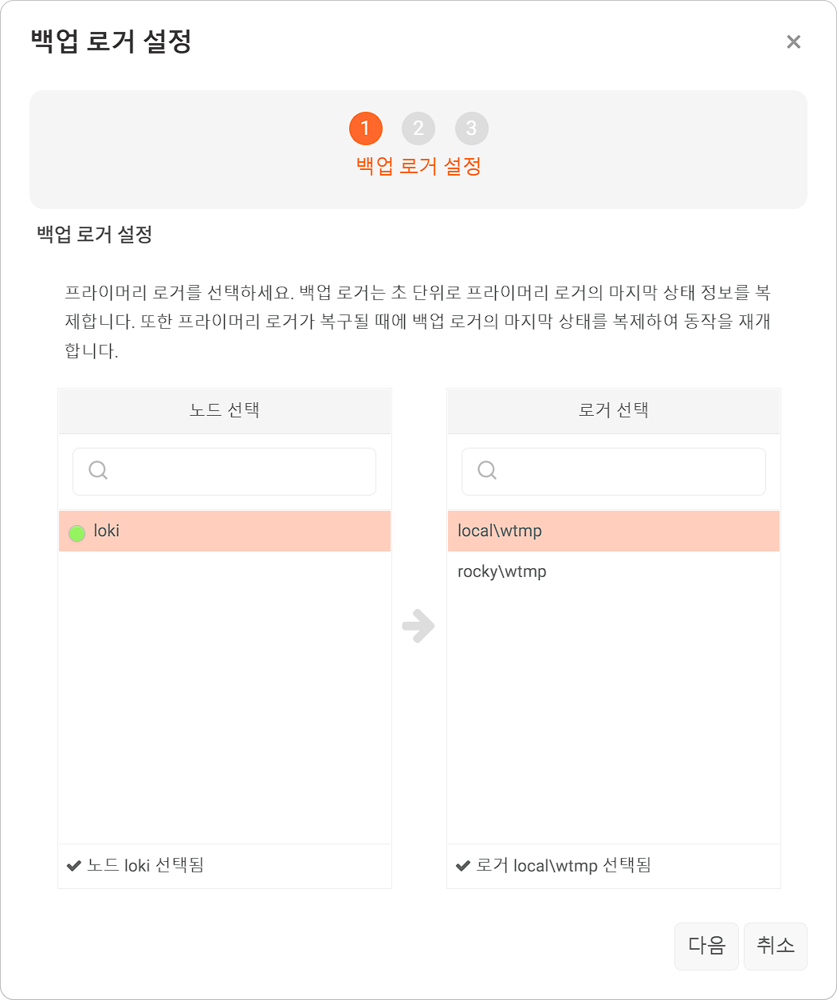 백업 로거 설정
1 2 3
백업 로거 설정
백업 로거 설정
프라이머리 로거를 선택하세요. 백업 로거는 초 단위로 프라이머리 로거의 마지막 상태 정보를 복
제합니다. 또한 프라이머리 로거가 복구될 때에 백업 로거의 마지막 상태를 복제하여 동작을 재개
합니다.
노드 선택
로거 선택
loki
local\wtmp
rocky\wtmp
노드 loki 선택됨
로거 local\wtmp 선택됨
다음 취소